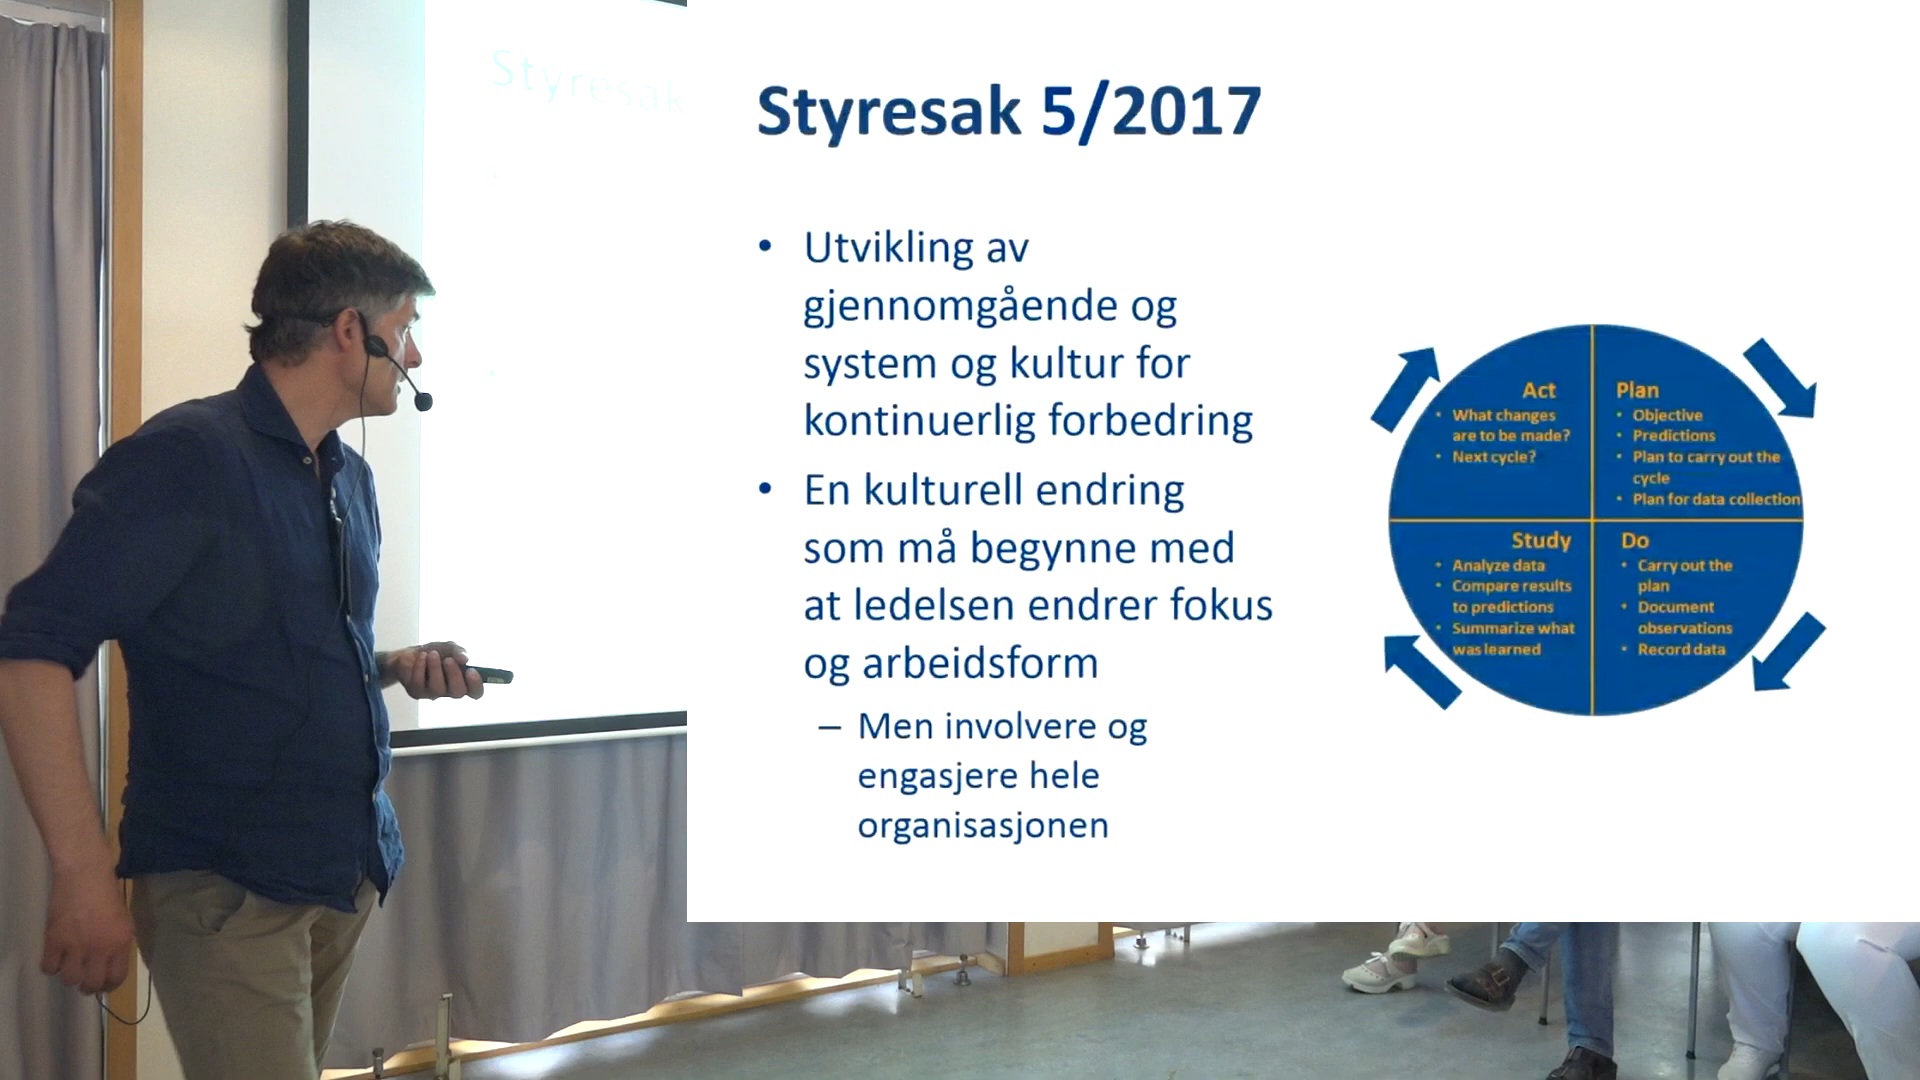 Styresak
Styresak 5/2017
• Utvikling av
gjennomgående og
system og kultur for
kontinuerlig forbedring
• En kulturell endring
som må begynne med
at ledelsen endrer fokus
og arbeidsform
– Men involvere og
engasjere hele
organisasjonen
Act
• What changes
are to be made?
• Next cycle?
Plan
• Objective
• Predictions
• Plan to carry out the
cycle
• Plan for data collection
Study
• Analyze data
• Compare results
to predictions
• Summarize what
was learned
Do
• Carry out the
plan
• Document
observations
• Record data